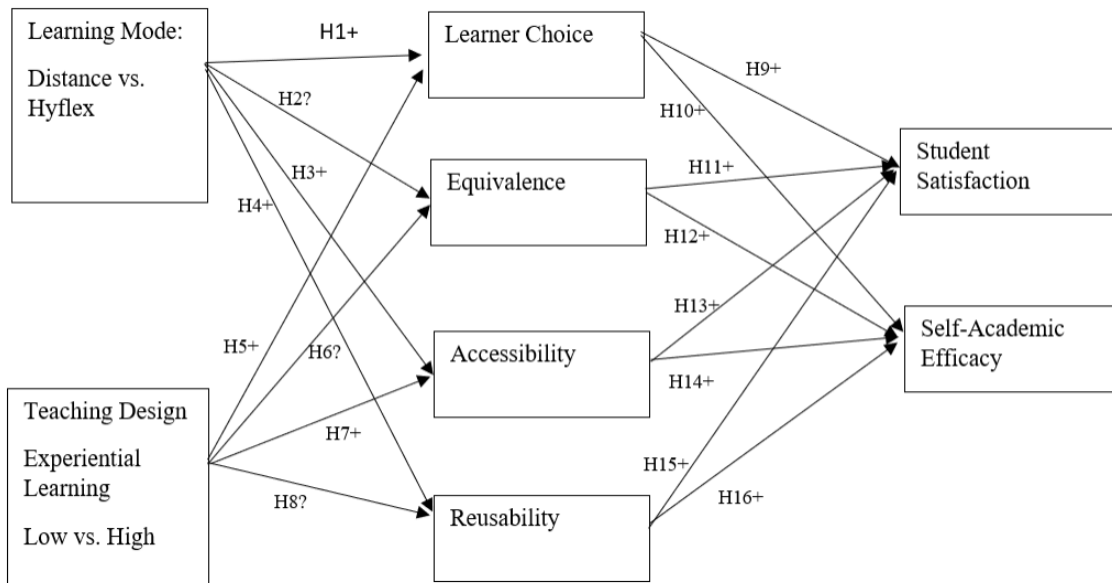 Learning Mode:
Distance vs.
Hyflex
Teaching Design
Experiential
Learning
Low vs. High
H1+
H2?
H3+
H4+
H5+
H6?
H7+
H8?
Learner Choice
Equivalence
Accessibility
Reusability
H9+
H10+
H11+
H12+
H13+
H14+
H15+
H16+
Student
Satisfaction
Self-Academic
Efficacy